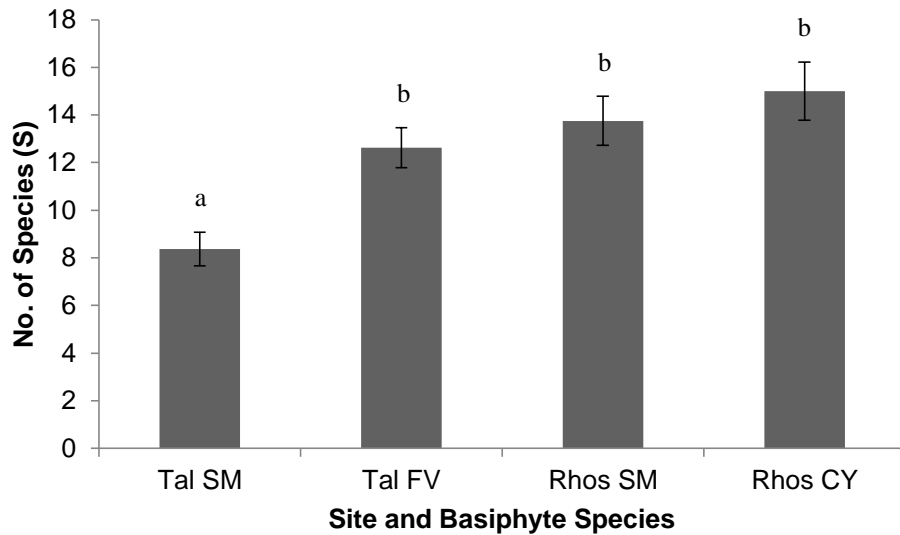 18
16
14
12
10
8
6
4
2
0
No. of Species (S)
a
b
b
b
Tal SM
Tal FV
Rhos SM
Rhos CY
Site and Basiphyte Species